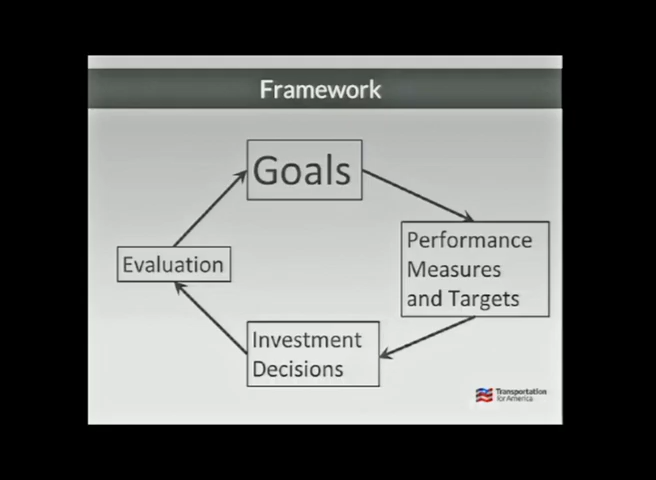 Framework
Goals
Performance
Measures
and Targets
Evaluation
Investment
Decisions
Transportation
for America